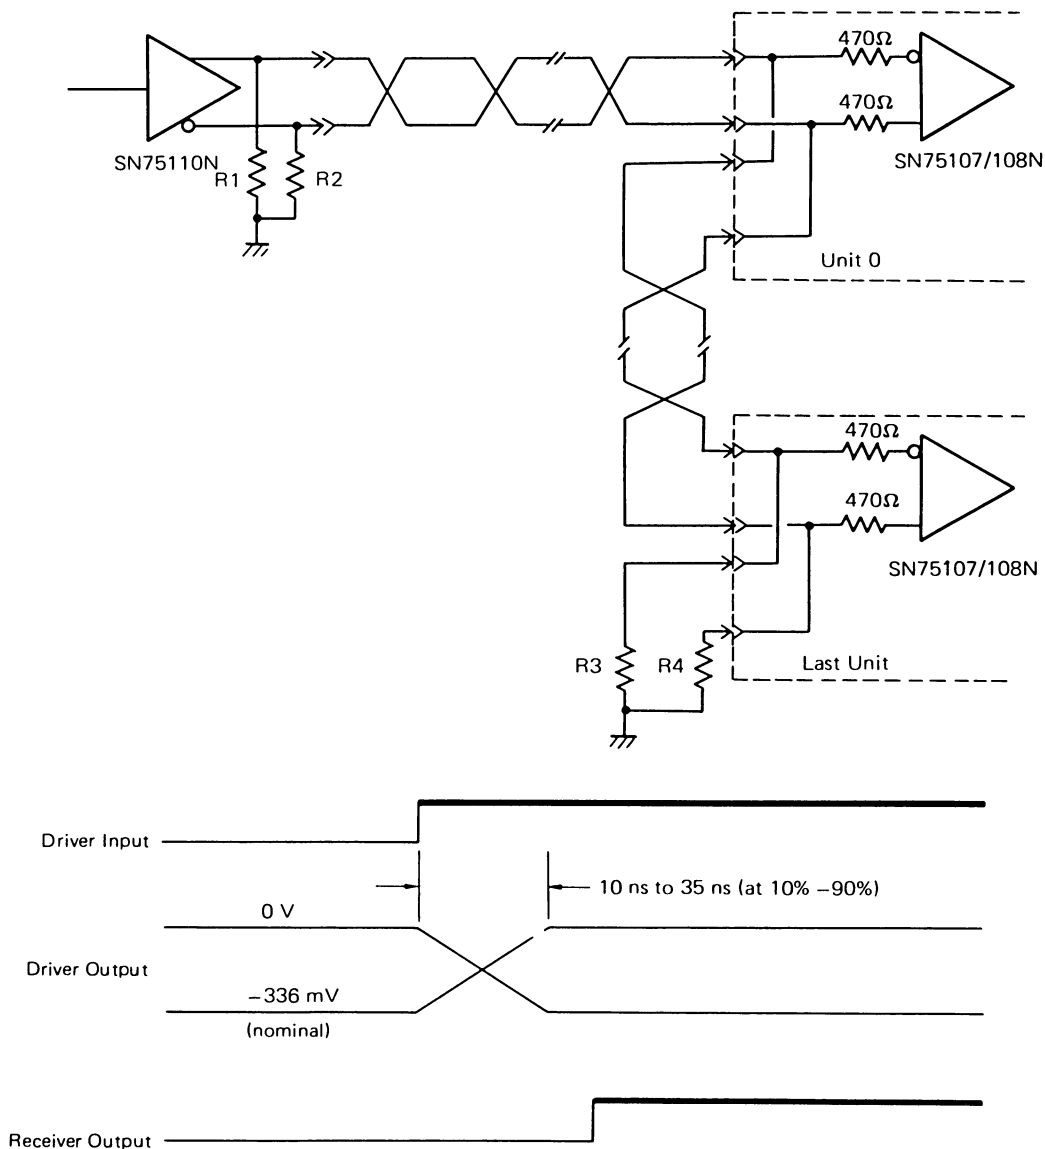 470Ω
470Ω
SN75110N
R1
R2
SN75107/108N
Unit 0
470Ω
470Ω
SN75107/108N
R3
R4
Last Unit
Driver Input
10 ns to 35 ns (at 10% –90%)
0 V
Driver Output
–336 mV
(nominal)
Receiver Output